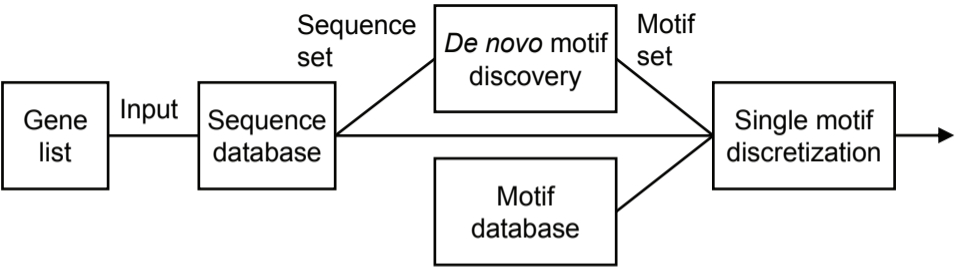 Gene
list
Input
Sequence
database
Sequence
set
De novo motif
discovery
Motif
set
Motif
database
Single motif
discretization